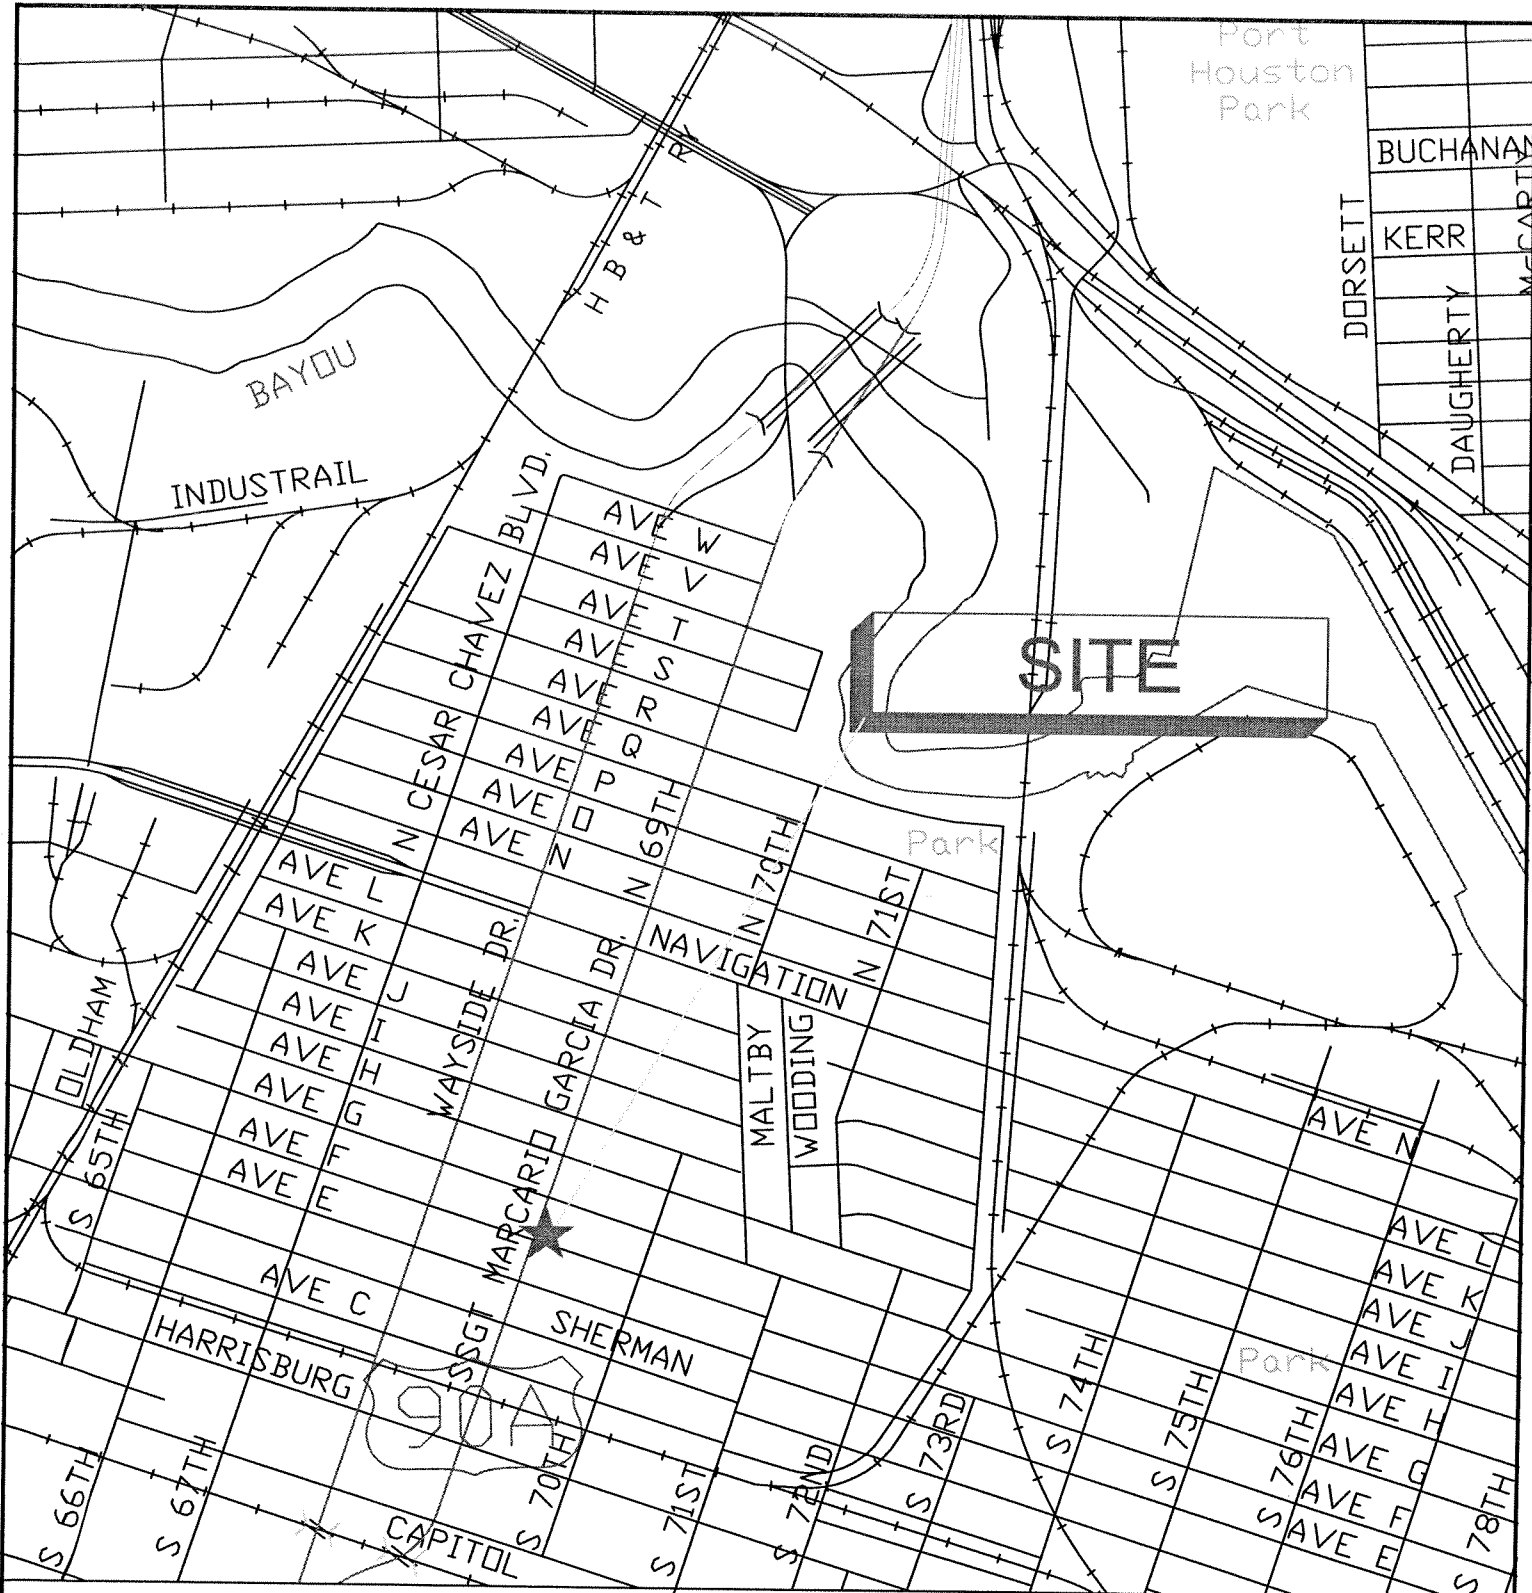 Port
Houston
Park
BUCHANAN
McCARTY
DORSETT
KERR
DAUGHERTY
H B & T RY
BAYOU
INDUSTRAIL
N CESAR CHAVEZ BLVD.
AVE W
AVE V
AVE T
AVE S
AVE R
AVE Q
AVE P
AVE O
AVE N
SITE
N 69TH
N 70TH
N 71ST
Park
AVE L
AVE K
AVE J
AVE I
AVE H
AVE G
AVE F
AVE E
AVE C
WAYSIDE DR.
SSGT MARCARIO GARCIA DR.
NAVIGATION
MALTBY
WOODING
OLDHAM
S 65TH
HARRISBURG
SHERMAN
90A
CAPITOL
S 66TH
S 67TH
S 70TH
S 71ST
S 72ND
S 73RD
S 74TH
S 75TH
S 76TH
S 78TH
AVE N
AVE L
AVE K
AVE J
AVE I
AVE H
AVE G
AVE F
AVE E
Park